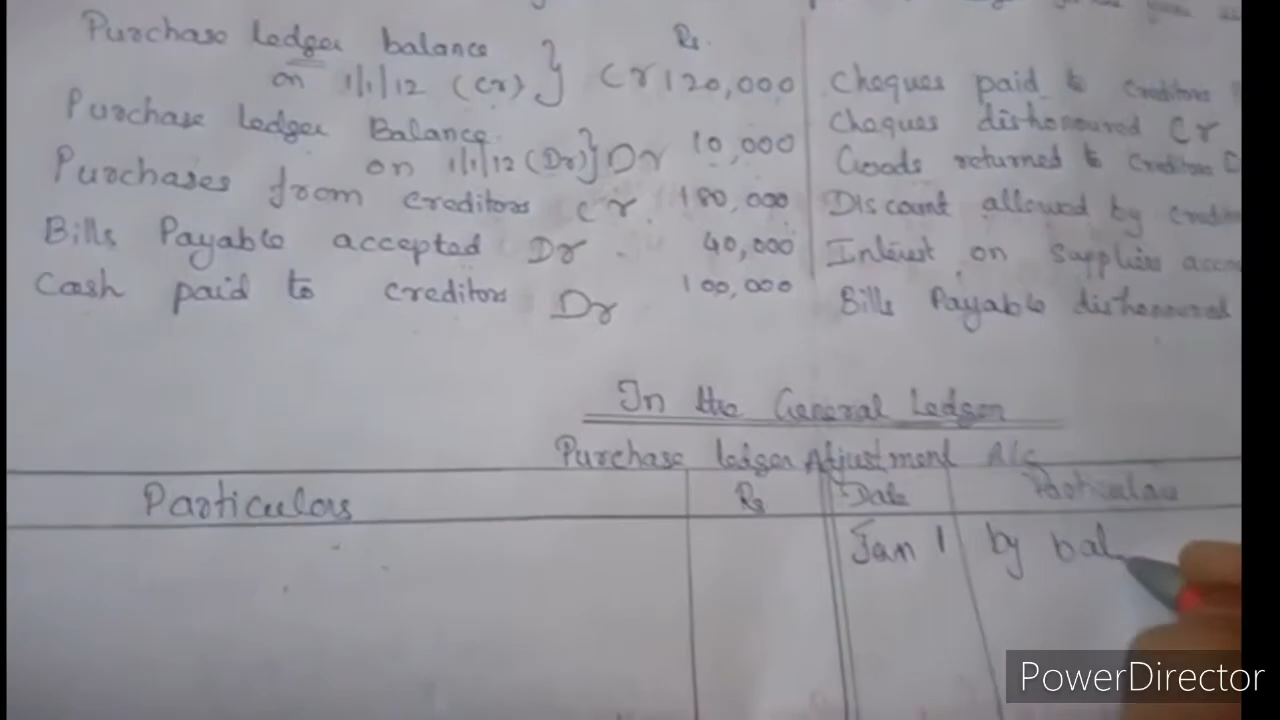 Purchase ledger balance
on 1/1/12 (Cr) } Cr 120,000
Rs.
Purchase ledger Balance
on 1/1/12 (Dr) } Dr 10,000
Purchases from creditors Cr. 180,000
Bills Payable accepted Dr 40,000
Cash paid to creditors Dr 100,000
Cheques paid to creditors
Cheques dishonoured Cr
Goods returned to creditors
Discount allowed by
Interest on Supplies
Bills Payable dishonoured
In the General Ledger
Purchase ledger Adjustment A/c
Particulars Rs Date Particulars
Jan 1 by bal
PowerDirector